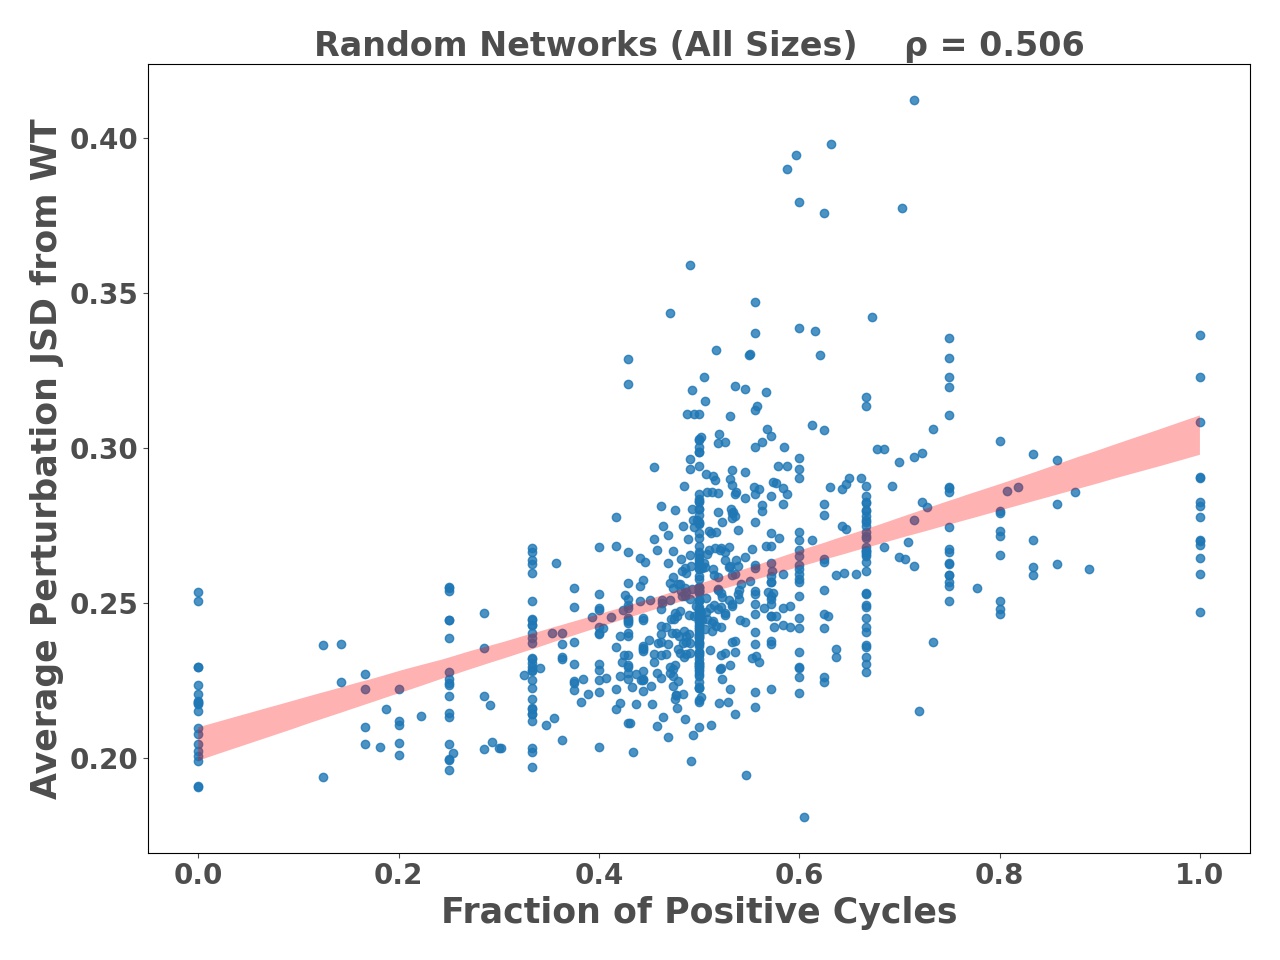 Random Networks (All Sizes)    ρ = 0.506
Average Perturbation JSD from WT
0.40
0.35
0.30
0.25
0.20
0.0 0.2 0.4 0.6 0.8 1.0
Fraction of Positive Cycles